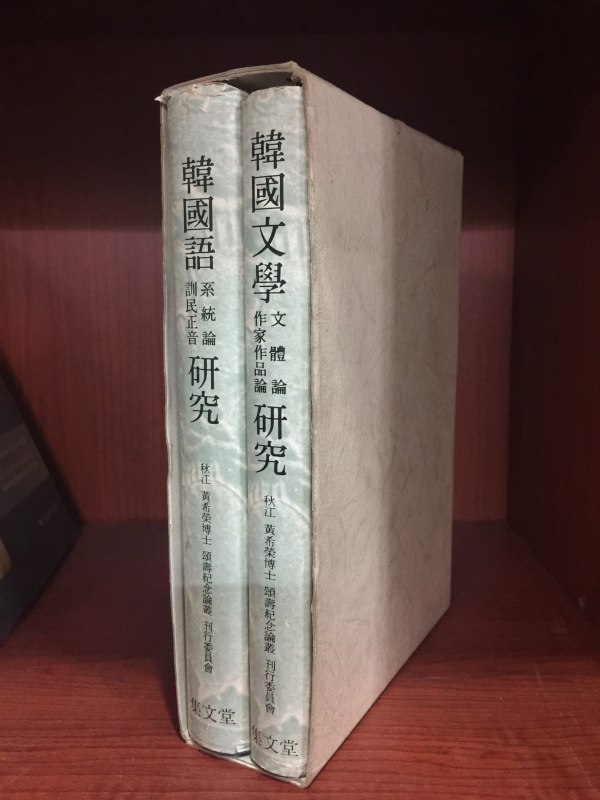 韓國語
系統論
訓民正音
研究
秋江 黃希榮博士 頌壽紀念論叢 刊行委員會
集文堂
韓國文學
文體論
作家作品論
研究
秋江 黃希榮博士 頌壽紀念論叢 刊行委員會
集文堂